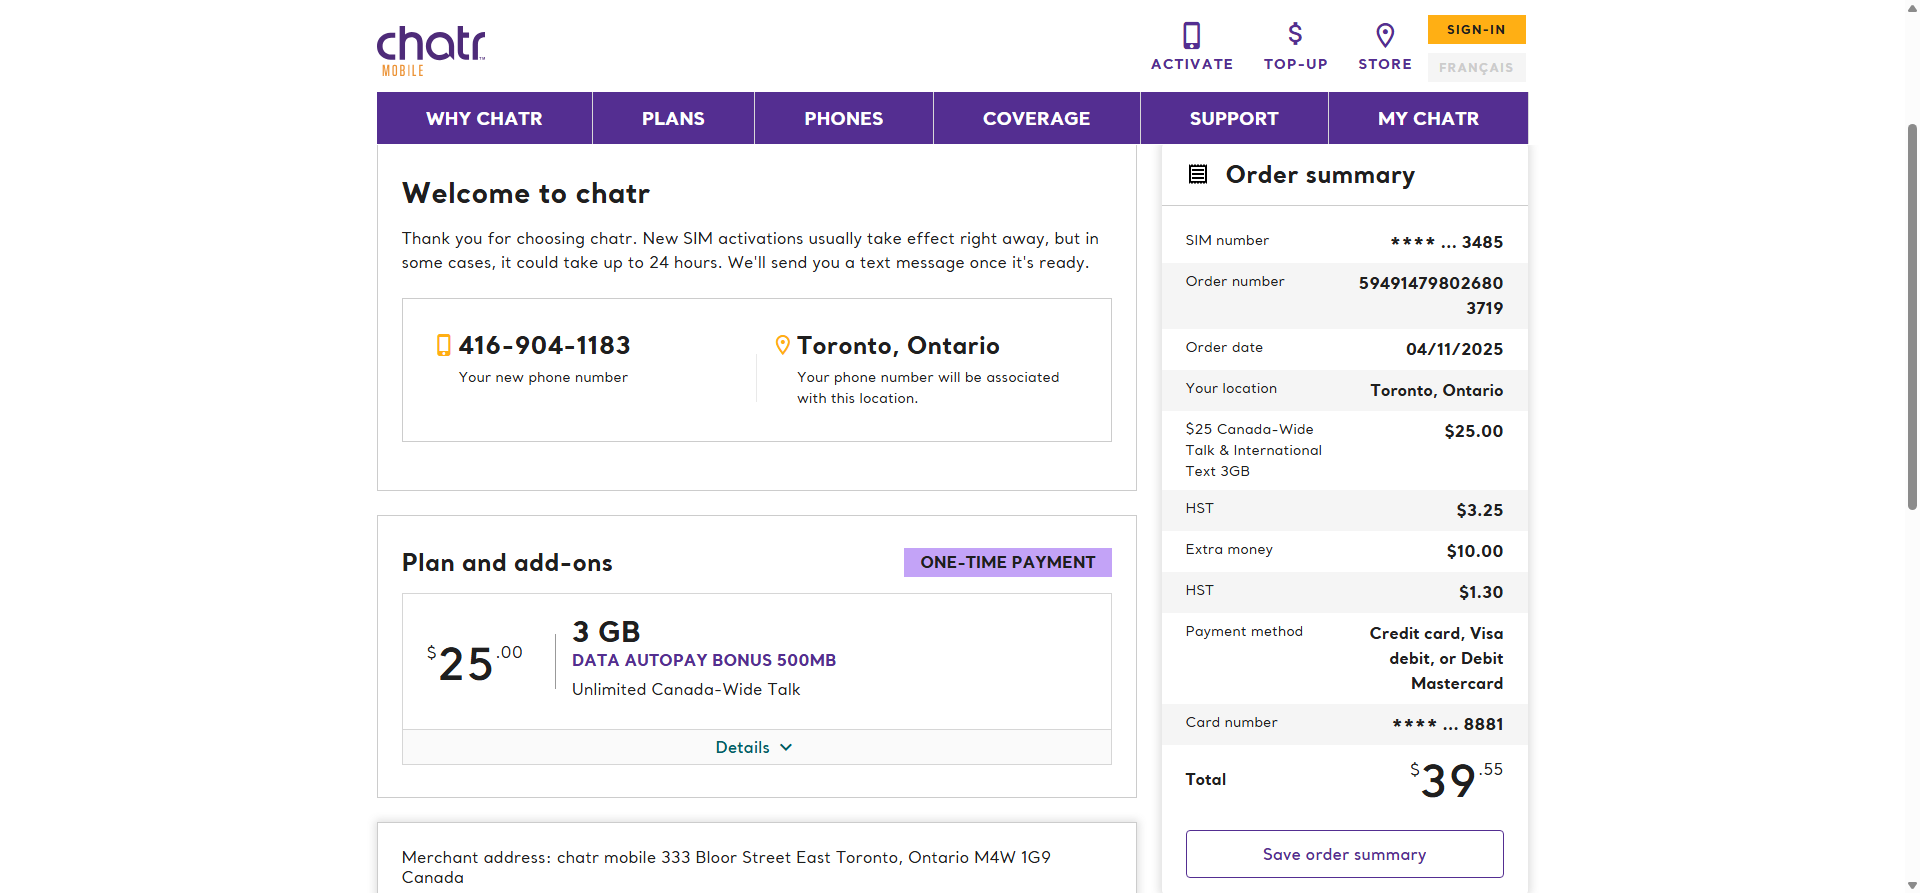 chatr
MOBILE
ACTIVATE
TOP-UP
STORE
SIGN-IN
FRANÇAIS
WHY CHATR
PLANS
PHONES
COVERAGE
SUPPORT
MY CHATR
Welcome to chatr
Thank you for choosing chatr. New SIM activations usually take effect right away, but in
some cases, it could take up to 24 hours. We'll send you a text message once it's ready.
416-904-1183
Your new phone number
Toronto, Ontario
Your phone number will be associated
with this location.
Plan and add-ons
ONE-TIME PAYMENT
$25.00
3 GB
DATA AUTOPAY BONUS 500MB
Unlimited Canada-Wide Talk
Details
Merchant address: chatr mobile 333 Bloor Street East Toronto, Ontario M4W 1G9
Canada
Order summary
SIM number **** ... 3485
Order number 59491479802680
3719
Order date 04/11/2025
Your location Toronto, Ontario
$25 Canada-Wide $25.00
Talk & International
Text 3GB
HST $3.25
Extra money $10.00
HST $1.30
Payment method Credit card, Visa
debit, or Debit
Mastercard
Card number **** ... 8881
Total $39.55
Save order summary